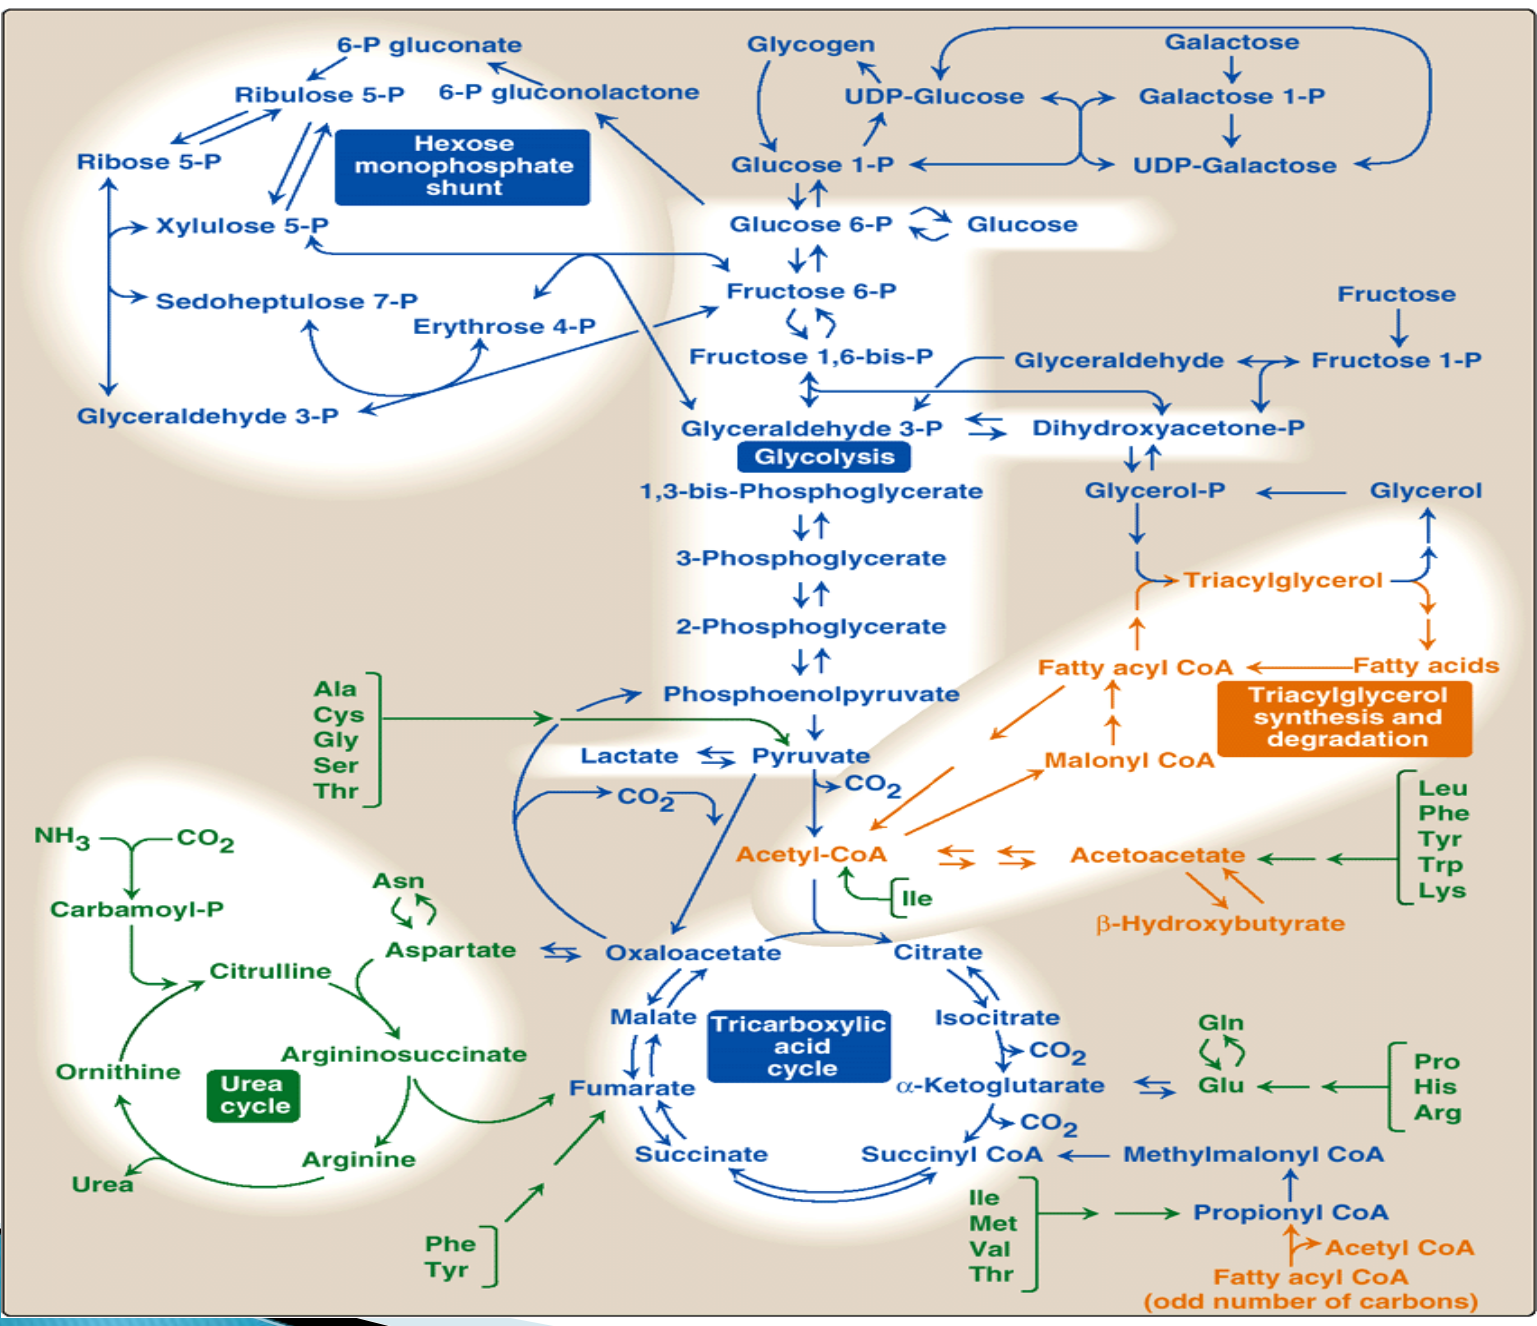 6-P gluconate
Ribulose 5-P
6-P gluconolactone
Hexose
monophosphate
shunt
Ribose 5-P
Xylulose 5-P
Sedoheptulose 7-P
Erythrose 4-P
Glyceraldehyde 3-P
Glycogen
UDP-Glucose
Galactose
Galactose 1-P
Glucose 1-P
UDP-Galactose
Glucose 6-P
Glucose
Fructose 6-P
Fructose
Fructose 1,6-bis-P
Glyceraldehyde
Fructose 1-P
Glyceraldehyde 3-P
Dihydroxyacetone-P
Glycolysis
1,3-bis-Phosphoglycerate
Glycerol-P
Glycerol
3-Phosphoglycerate
Triacylglycerol
2-Phosphoglycerate
Fatty acyl CoA
Fatty acids
Phosphoenolpyruvate
Triacylglycerol
synthesis and
degradation
Ala
Cys
Gly
Ser
Thr
Lactate
Pyruvate
Malonyl CoA
CO2
CO2
Leu
Phe
Tyr
Trp
Lys
Acetyl-CoA
Acetoacetate
Ile
β-Hydroxybutyrate
NH3
CO2
Carbamoyl-P
Asn
Aspartate
Citrulline
Argininosuccinate
Ornithine
Urea
cycle
Arginine
Urea
Oxaloacetate
Citrate
Malate
Tricarboxylic
acid
cycle
Isocitrate
CO2
Fumarate
α-Ketoglutarate
CO2
Succinate
Succinyl CoA
Gln
Glu
Pro
His
Arg
Methylmalonyl CoA
Phe
Tyr
Ile
Met
Val
Thr
Propionyl CoA
Acetyl CoA
Fatty acyl CoA
(odd number of carbons)